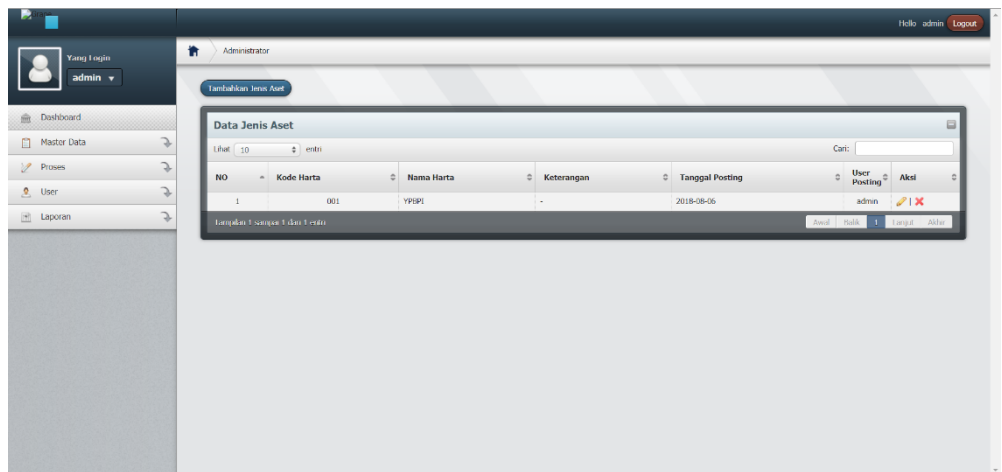 Hello admin Logout
Yang Login
admin
Administrator
Tambahkan Jenis Aset
Dashboard
Master Data
Proses
User
Laporan
Data Jenis Aset
Lihat 10 entri
Cari:
NO Kode Harta Nama Harta Keterangan Tanggal Posting User Posting Aksi
1 001 YPBPI - 2018-08-06 admin |
Tampilan 1 sampai 1 dari 1 entri
Awal Balik 1 Lanjut Akhir